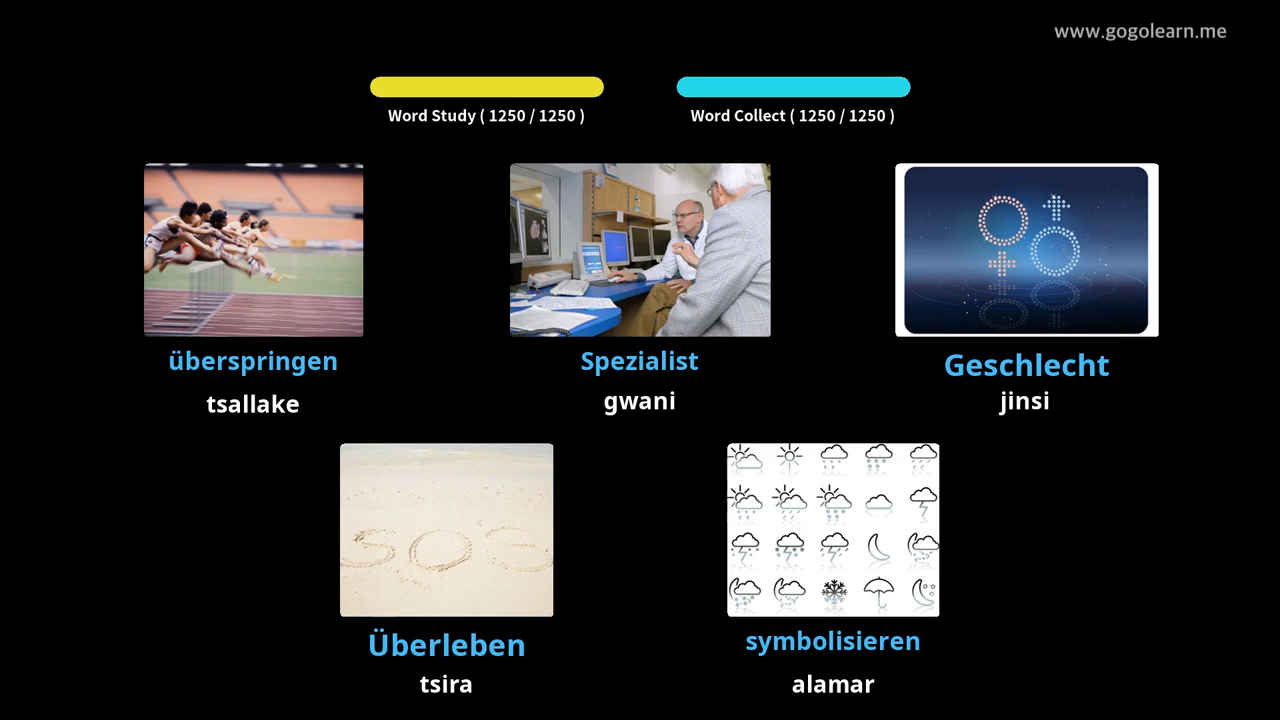 www.gogolearn.me
Word Study ( 1250 / 1250 )
Word Collect ( 1250 / 1250 )
überspringen
tsallake
Spezialist
gwani
Geschlecht
jinsi
SOS
Überleben
tsira
symbolisieren
alamar